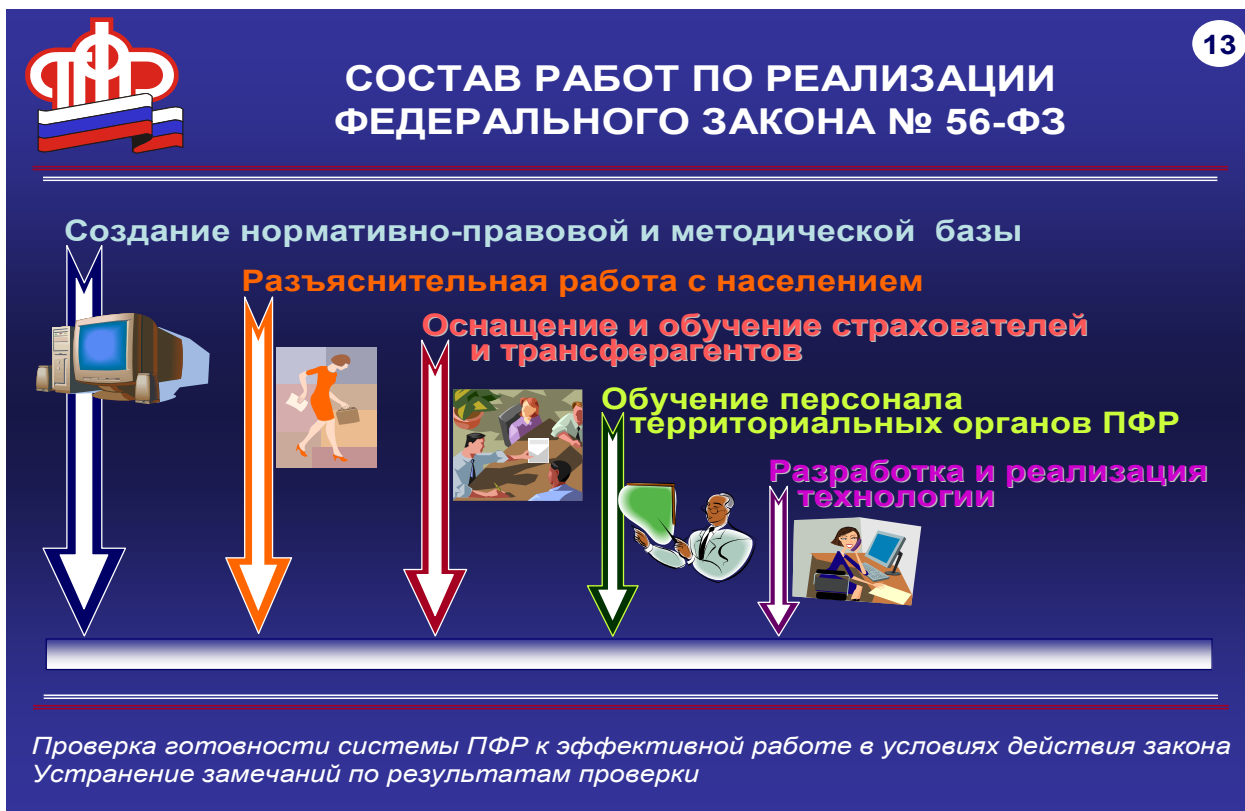 13
СОСТАВ РАБОТ ПО РЕАЛИЗАЦИИ
ФЕДЕРАЛЬНОГО ЗАКОНА № 56-ФЗ
Создание нормативно-правовой и методической базы
Разъяснительная работа с населением
Оснащение и обучение страхователей
и трансферагентов
Обучение персонала
территориальных органов ПФР
Разработка и реализация
технологии
Проверка готовности системы ПФР к эффективной работе в условиях действия закона
Устранение замечаний по результатам проверки